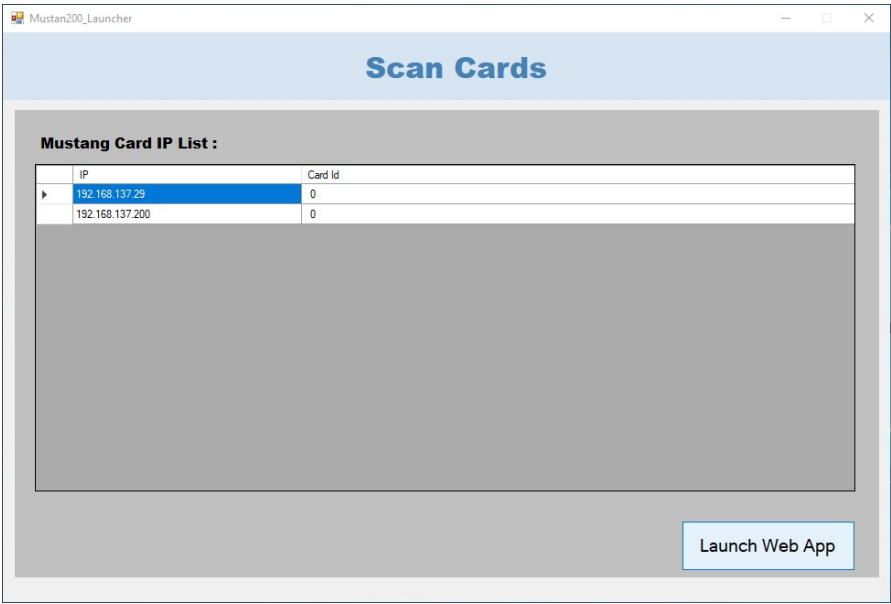 Mustan200_Launcher
Scan Cards
Mustang Card IP List :
IP Card Id
192.168.137.29 0
192.168.137.200 0
Launch Web App